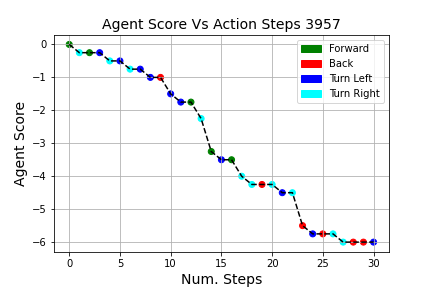 Agent Score Vs Action Steps 3957
Forward
Back
Turn Left
Turn Right
Agent Score
0
−1
−2
−3
−4
−5
−6
0 5 10 15 20 25 30
Num. Steps